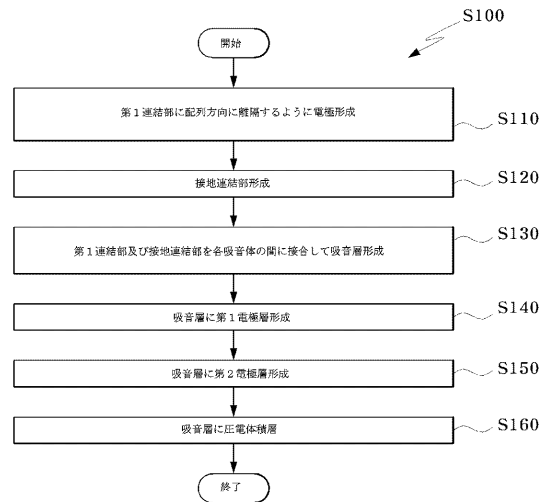 S100
開始
第１連結部に配列方向に離隔するように電極形成
S110
接地連結部形成
S120
第１連結部及び接地連結部を各吸音体の間に接合して吸音層形成
S130
吸音層に第１電極層形成
S140
吸音層に第２電極層形成
S150
吸音層に圧電体積層
S160
終了